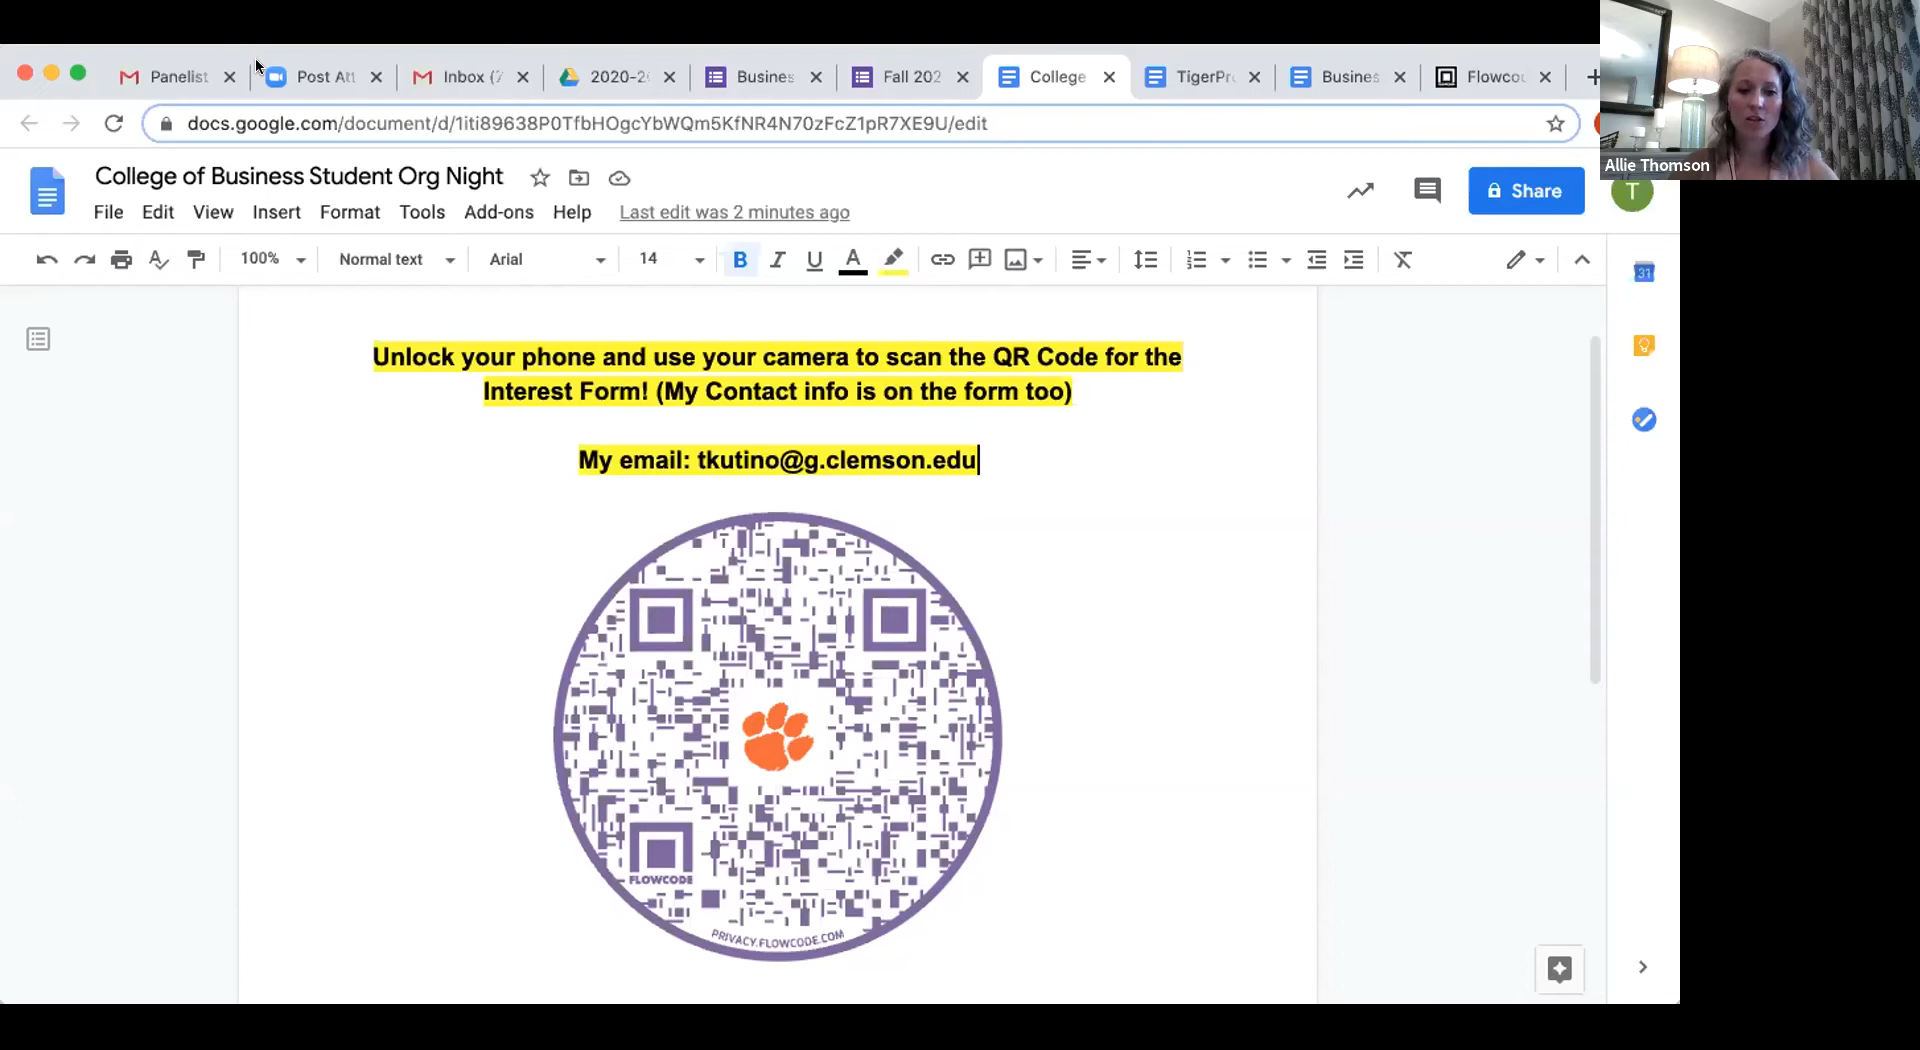 Panelist
Post Att
Inbox (7
2020-2
Busines
Fall 202
College
TigerPr
Busines
Flowcou
docs.google.com/document/d/1iti89638P0TfbHOgcYbWQm5KfNR4N70zFcZ1pR7XE9U/edit
Allie Thomson
College of Business Student Org Night
Share
T
File Edit View Insert Format Tools Add-ons Help Last edit was 2 minutes ago
100% Normal text Arial 14 B I U A
31
Unlock your phone and use your camera to scan the QR Code for the
Interest Form! (My Contact info is on the form too)
My email: tkutino@g.clemson.edu
FLOWCODE
PRIVACY.FLOWCODE.COM